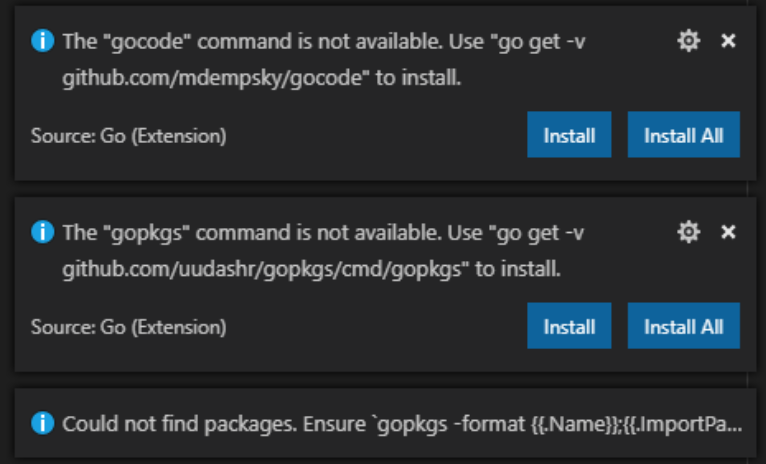 The "gocode" command is not available. Use "go get -v
github.com/mdempsky/gocode" to install.
Source: Go (Extension)
Install
Install All
The "gopkgs" command is not available. Use "go get -v
github.com/uudashr/gopkgs/cmd/gopkgs" to install.
Source: Go (Extension)
Install
Install All
Could not find packages. Ensure `gopkgs -format {{.Name}};{{.ImportPa...